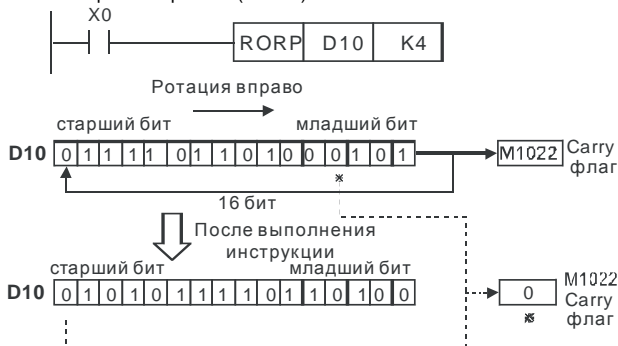 X0
RORP D10 K4
Ротация вправо
старший бит младший бит
D10 0 1 1 1 1 0 1 1 0 1 0 0 0 1 0 1 M1022 Carry флаг
*
16 бит
После выполнения
инструкции
старший бит младший бит
D10 0 1 0 1 0 1 1 1 1 0 1 1 0 1 0 0 0 M1022
Carry
* флаг